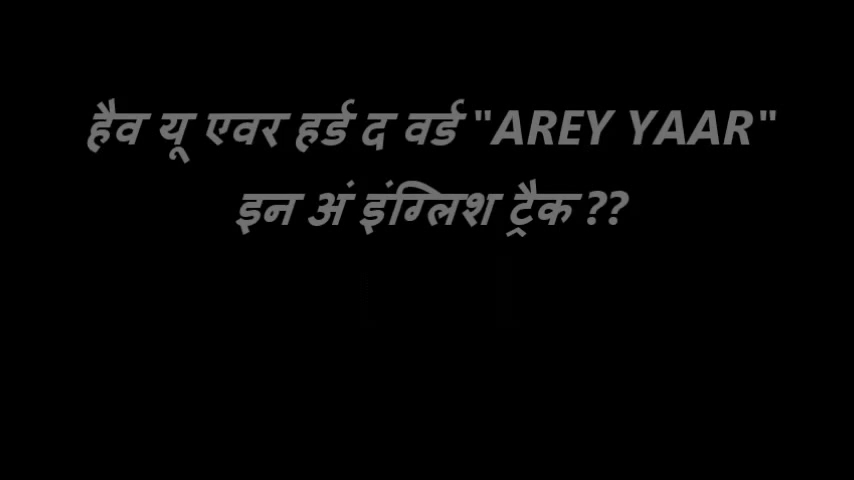 हैव यू एवर हर्ड द वर्ड "AREY YAAR"
इन अं इंग्लिश ट्रैक ??